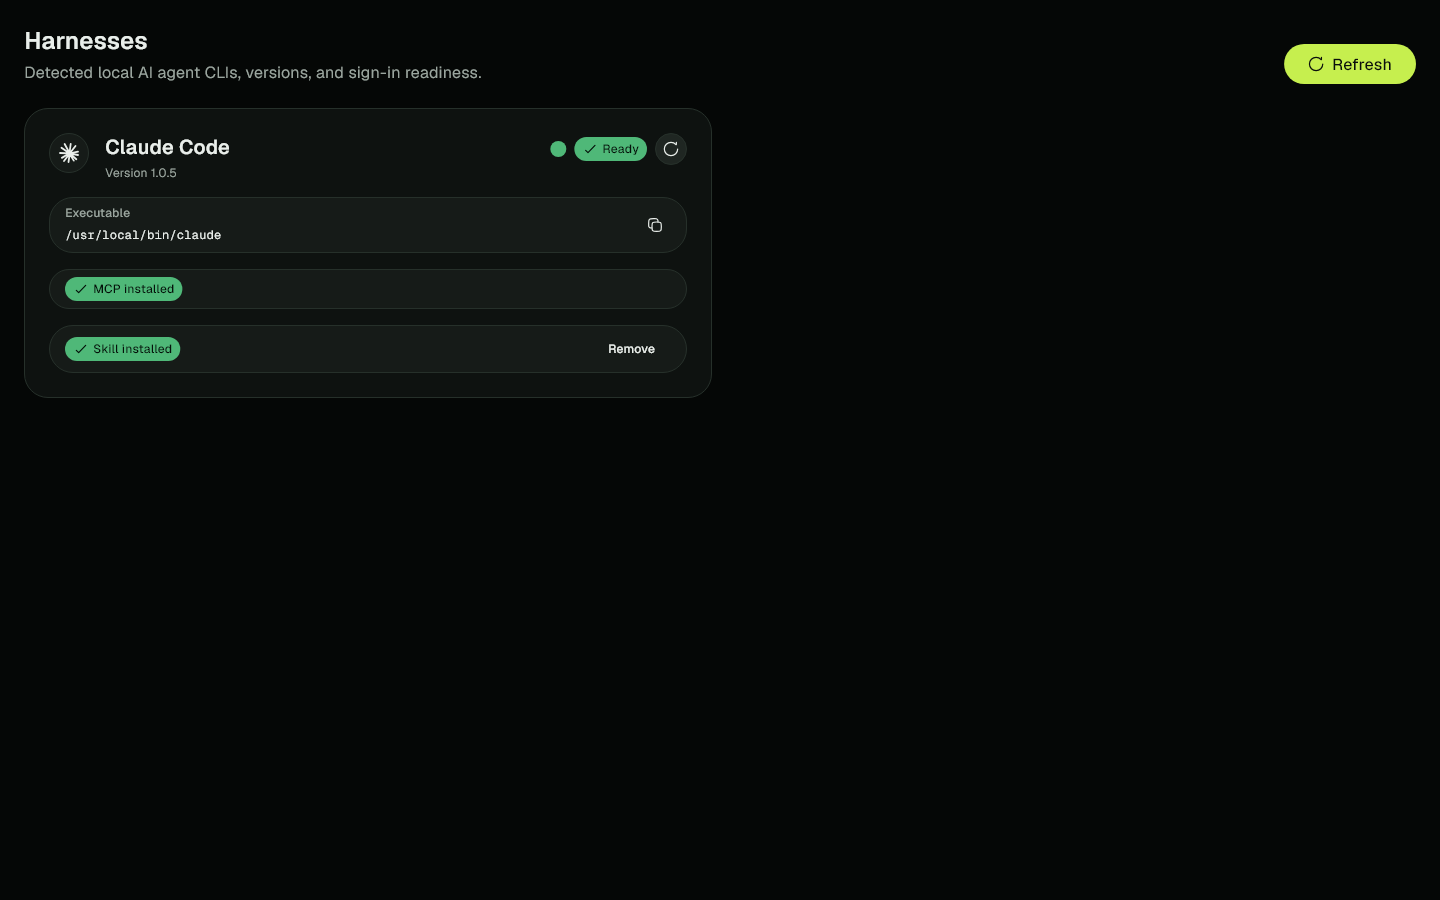 Harnesses
Detected local AI agent CLIs, versions, and sign-in readiness.
Refresh
Claude Code
Version 1.0.5
Ready
Executable
/usr/local/bin/claude
MCP installed
Skill installed
Remove